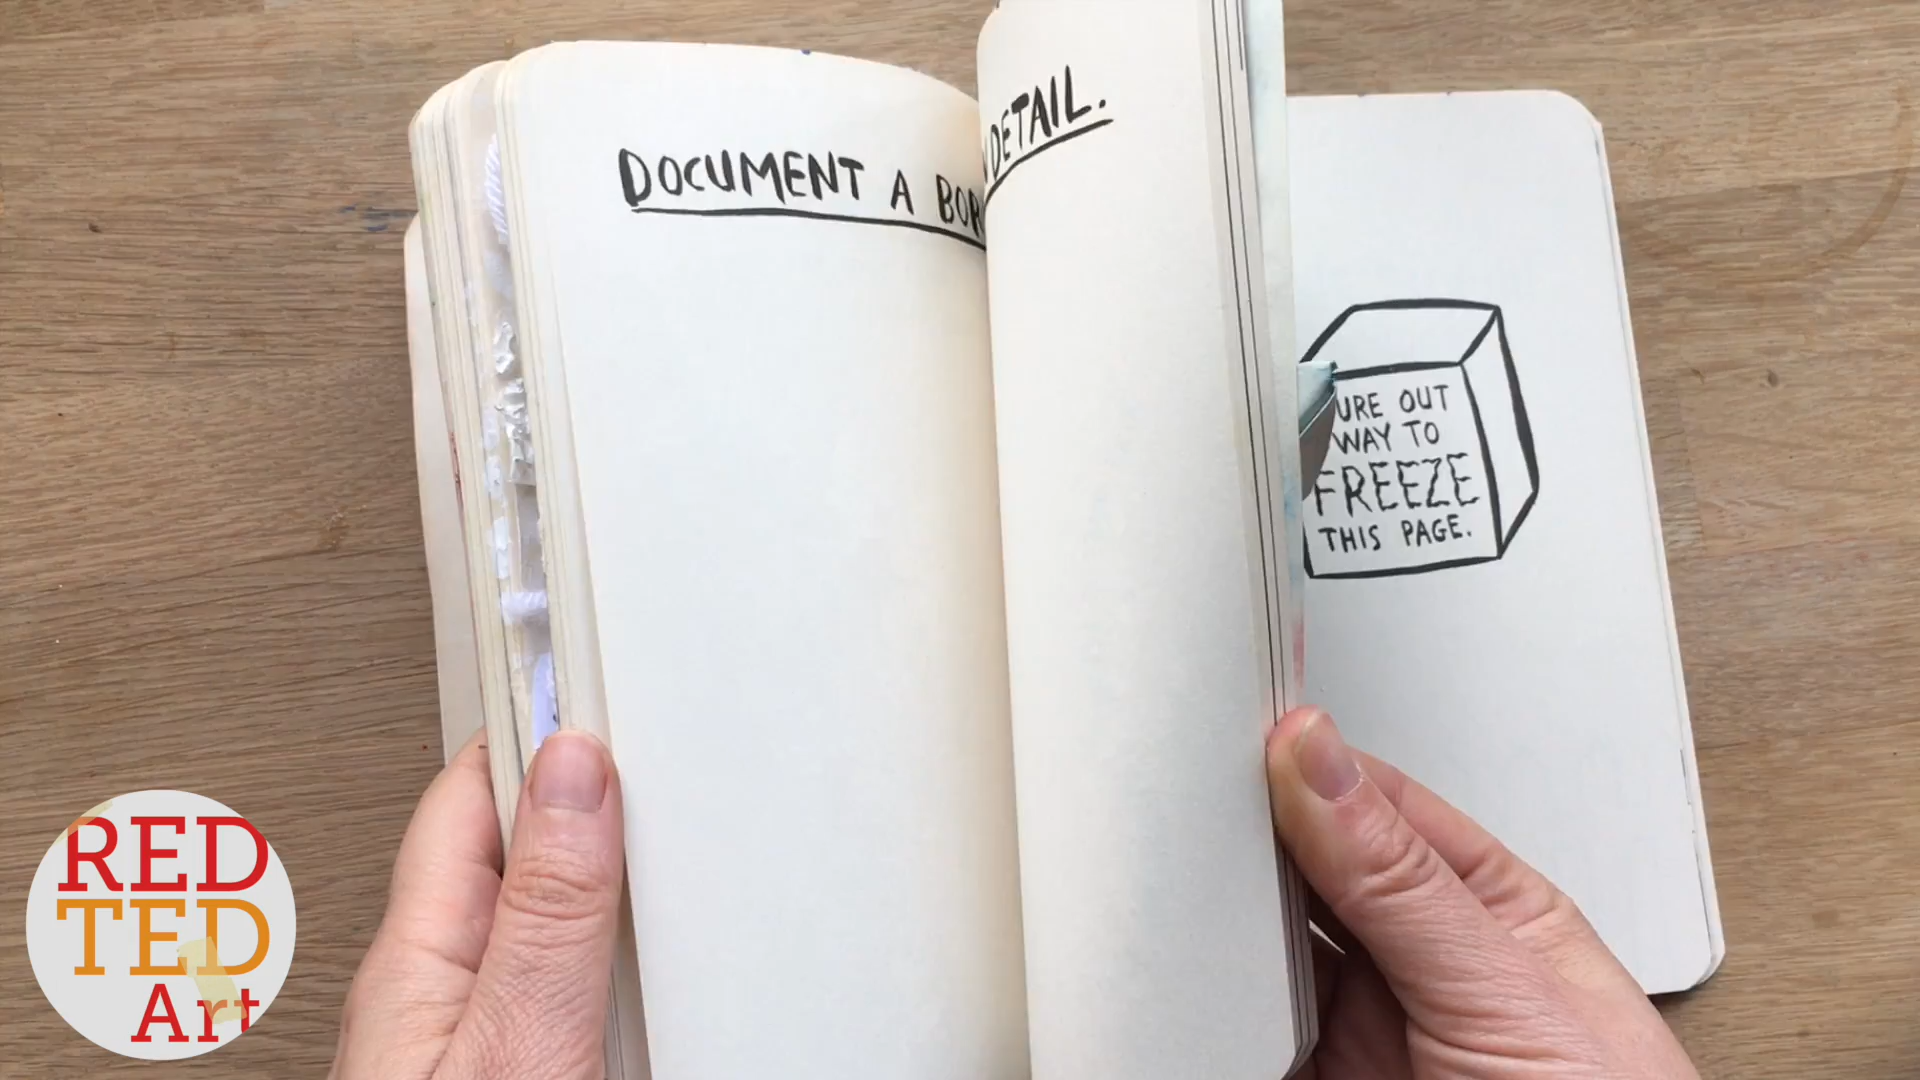 DOCUMENT A BOR
DETAIL.
URE OUT
WAY TO
FREEZE
THIS PAGE.
RED
TED
Art